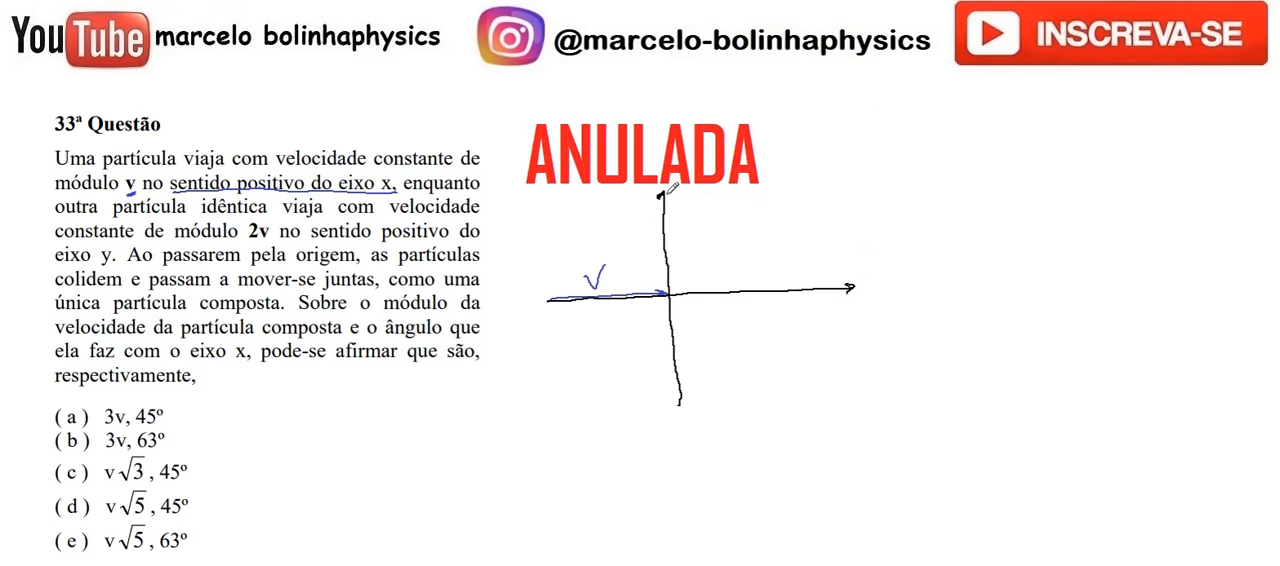 YouTube marcelo bolinhaphysics @marcelo-bolinhaphysics INSCREVA-SE
33ª Questão
ANULADA
Uma partícula viaja com velocidade constante de
módulo v no sentido positivo do eixo x, enquanto
outra partícula idêntica viaja com velocidade
constante de módulo 2v no sentido positivo do
eixo y. Ao passarem pela origem, as partículas
colidem e passam a mover-se juntas, como uma
única partícula composta. Sobre o módulo da
velocidade da partícula composta e o ângulo que
ela faz com o eixo x, pode-se afirmar que são,
respectivamente,
V
( a ) 3v, 45º
( b ) 3v, 63º
( c ) v√3 , 45º
( d ) v√5 , 45º
( e ) v√5 , 63º